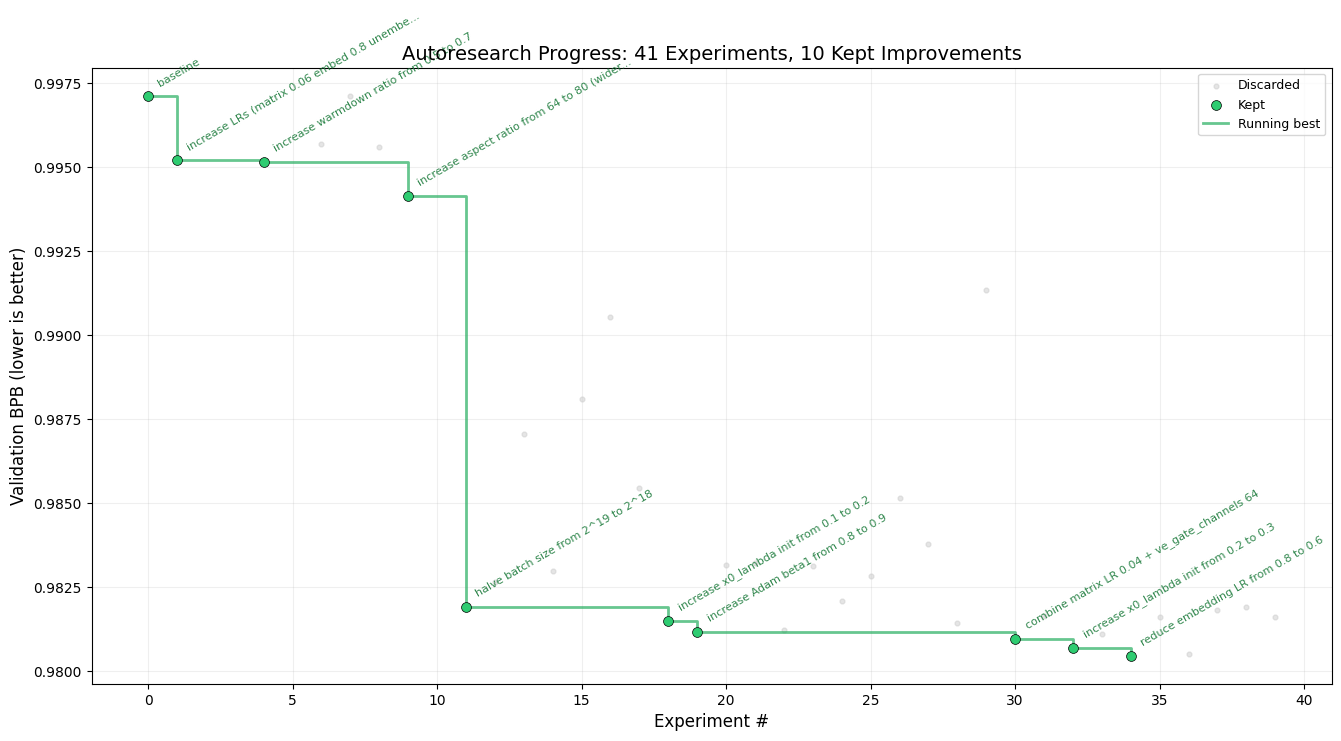 Autoresearch Progress: 41 Experiments, 10 Kept Improvements
Validation BPB (lower is better)
0.9975
0.9950
0.9925
0.9900
0.9875
0.9850
0.9825
0.9800
baseline
increase LRs (matrix 0.06 embed 0.8 unembe...
increase warmdown ratio from to 0.7
increase aspect ratio from 64 to 80 (wider...
halve batch size from 2^19 to 2^18
increase x0_lambda init from 0.1 to 0.2
increase Adam beta1 from 0.8 to 0.9
combine matrix LR 0.04 + ve_gate_channels 64
increase x0_lambda init from 0.2 to 0.3
reduce embedding LR from 0.8 to 0.6
Discarded
Kept
Running best
0
5
10
15
20
25
30
35
40
Experiment #